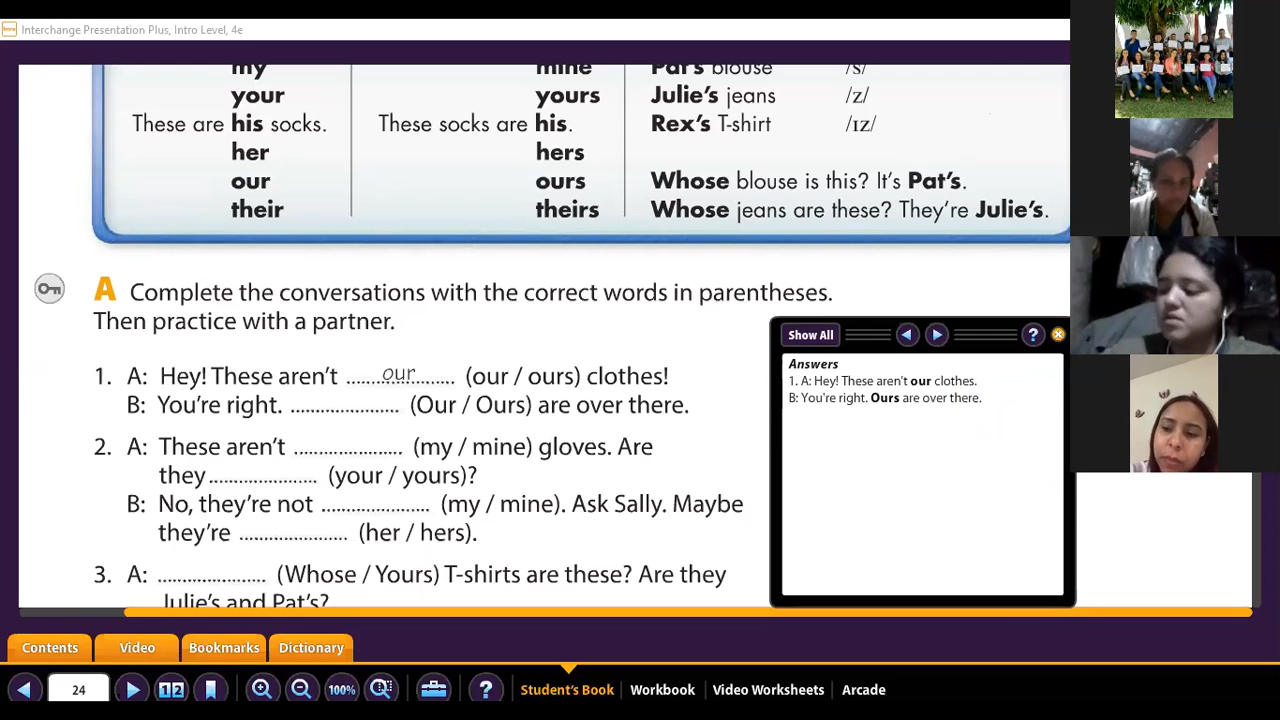 Interchange Presentation Plus, Intro Level, 4e
my mine Pat's blouse /s/
your yours Julie's jeans /z/
These are his socks. These socks are his. Rex's T-shirt /ɪz/
her hers
our ours Whose blouse is this? It's Pat's.
their theirs Whose jeans are these? They're Julie's.
A Complete the conversations with the correct words in parentheses.
Then practice with a partner.
1. A: Hey! These aren't ......our...... (our / ours) clothes!
B: You're right. ..................... (Our / Ours) are over there.
2. A: These aren't ..................... (my / mine) gloves. Are
they ..................... (your / yours)?
B: No, they're not ..................... (my / mine). Ask Sally. Maybe
they're ..................... (her / hers).
3. A: ..................... (Whose / Yours) T-shirts are these? Are they
Julie's and Pat's?
Show All ?
Answers
1. A: Hey! These aren't our clothes.
B: You're right. Ours are over there.
Contents Video Bookmarks Dictionary
24 1 2 100% ? Student's Book Workbook Video Worksheets Arcade